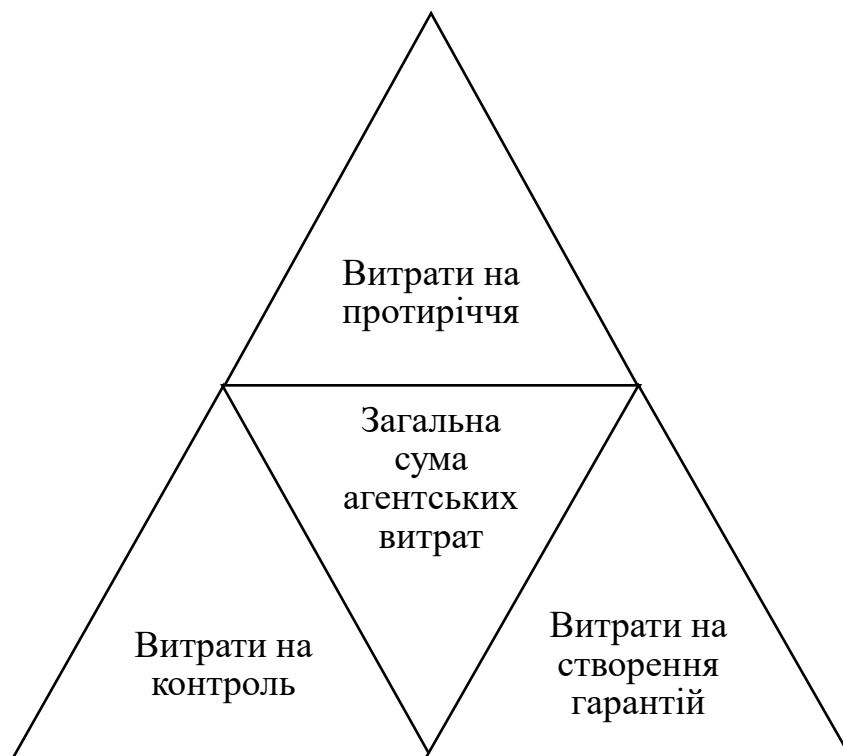 Витрати на
протиріччя
Загальна
сума
агентських
витрат
Витрати на
контроль
Витрати на
створення
гарантій